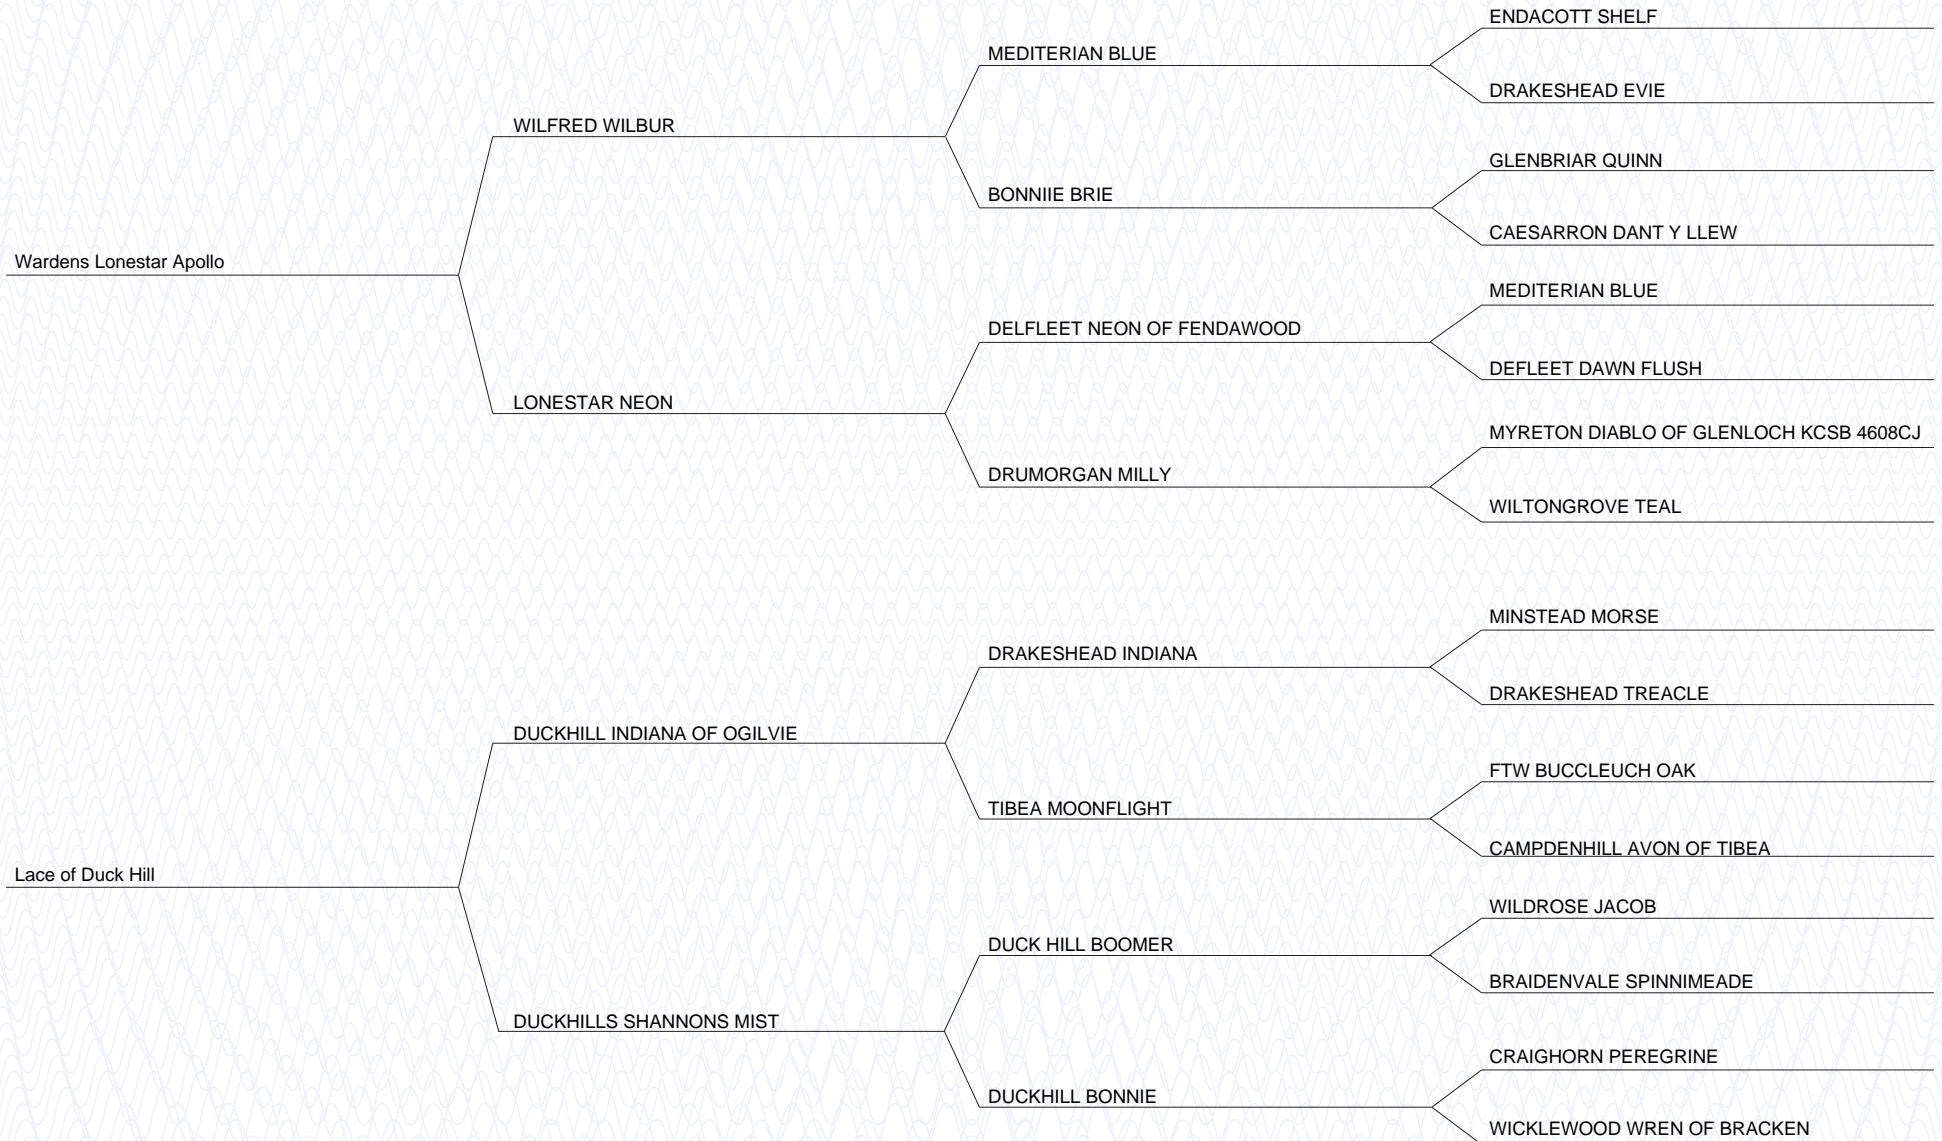 ENDACOTT SHELF
MEDITERIAN BLUE
DRAKESHEAD EVIE
WILFRED WILBUR
GLENBRIAR QUINN
BONNIIE BRIE
CAESARRON DANT Y LLEW
Wardens Lonestar Apollo
MEDITERIAN BLUE
DELFLEET NEON OF FENDAWOOD
DEFLEET DAWN FLUSH
LONESTAR NEON
MYRETON DIABLO OF GLENLOCH KCSB 4608CJ
DRUMORGAN MILLY
WILTONGROVE TEAL
MINSTEAD MORSE
DRAKESHEAD INDIANA
DRAKESHEAD TREACLE
DUCKHILL INDIANA OF OGILVIE
FTW BUCCLEUCH OAK
TIBEA MOONFLIGHT
CAMPDENHILL AVON OF TIBEA
Lace of Duck Hill
WILDROSE JACOB
DUCK HILL BOOMER
BRAIDENVALE SPINNIMEADE
DUCKHILLS SHANNONS MIST
CRAIGHORN PEREGRINE
DUCKHILL BONNIE
WICKLEWOOD WREN OF BRACKEN